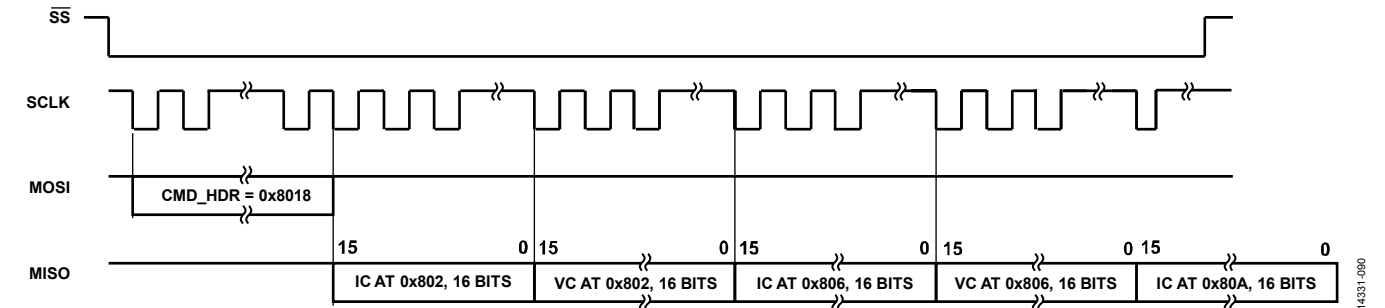 SS
SCLK
MOSI
CMD_HDR = 0x8018
15 0 15 0 15 0 15 0 15 0
MISO
IC AT 0x802, 16 BITS VC AT 0x802, 16 BITS IC AT 0x806, 16 BITS VC AT 0x806, 16 BITS IC AT 0x80A, 16 BITS
14331-090